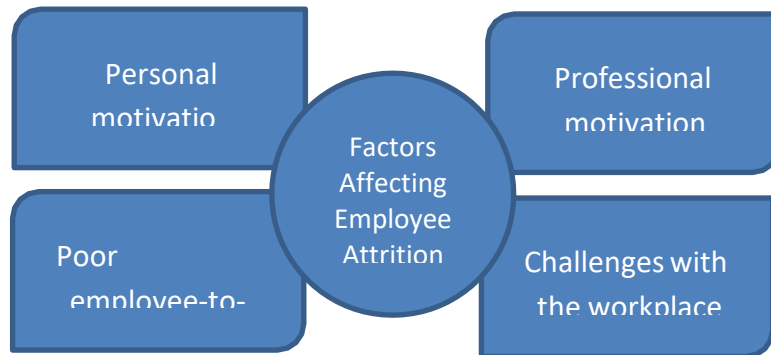 Personal
motivatio
Professional
motivation
Factors
Affecting
Employee
Attrition
Poor
employee-to-
Challenges with
the workplace